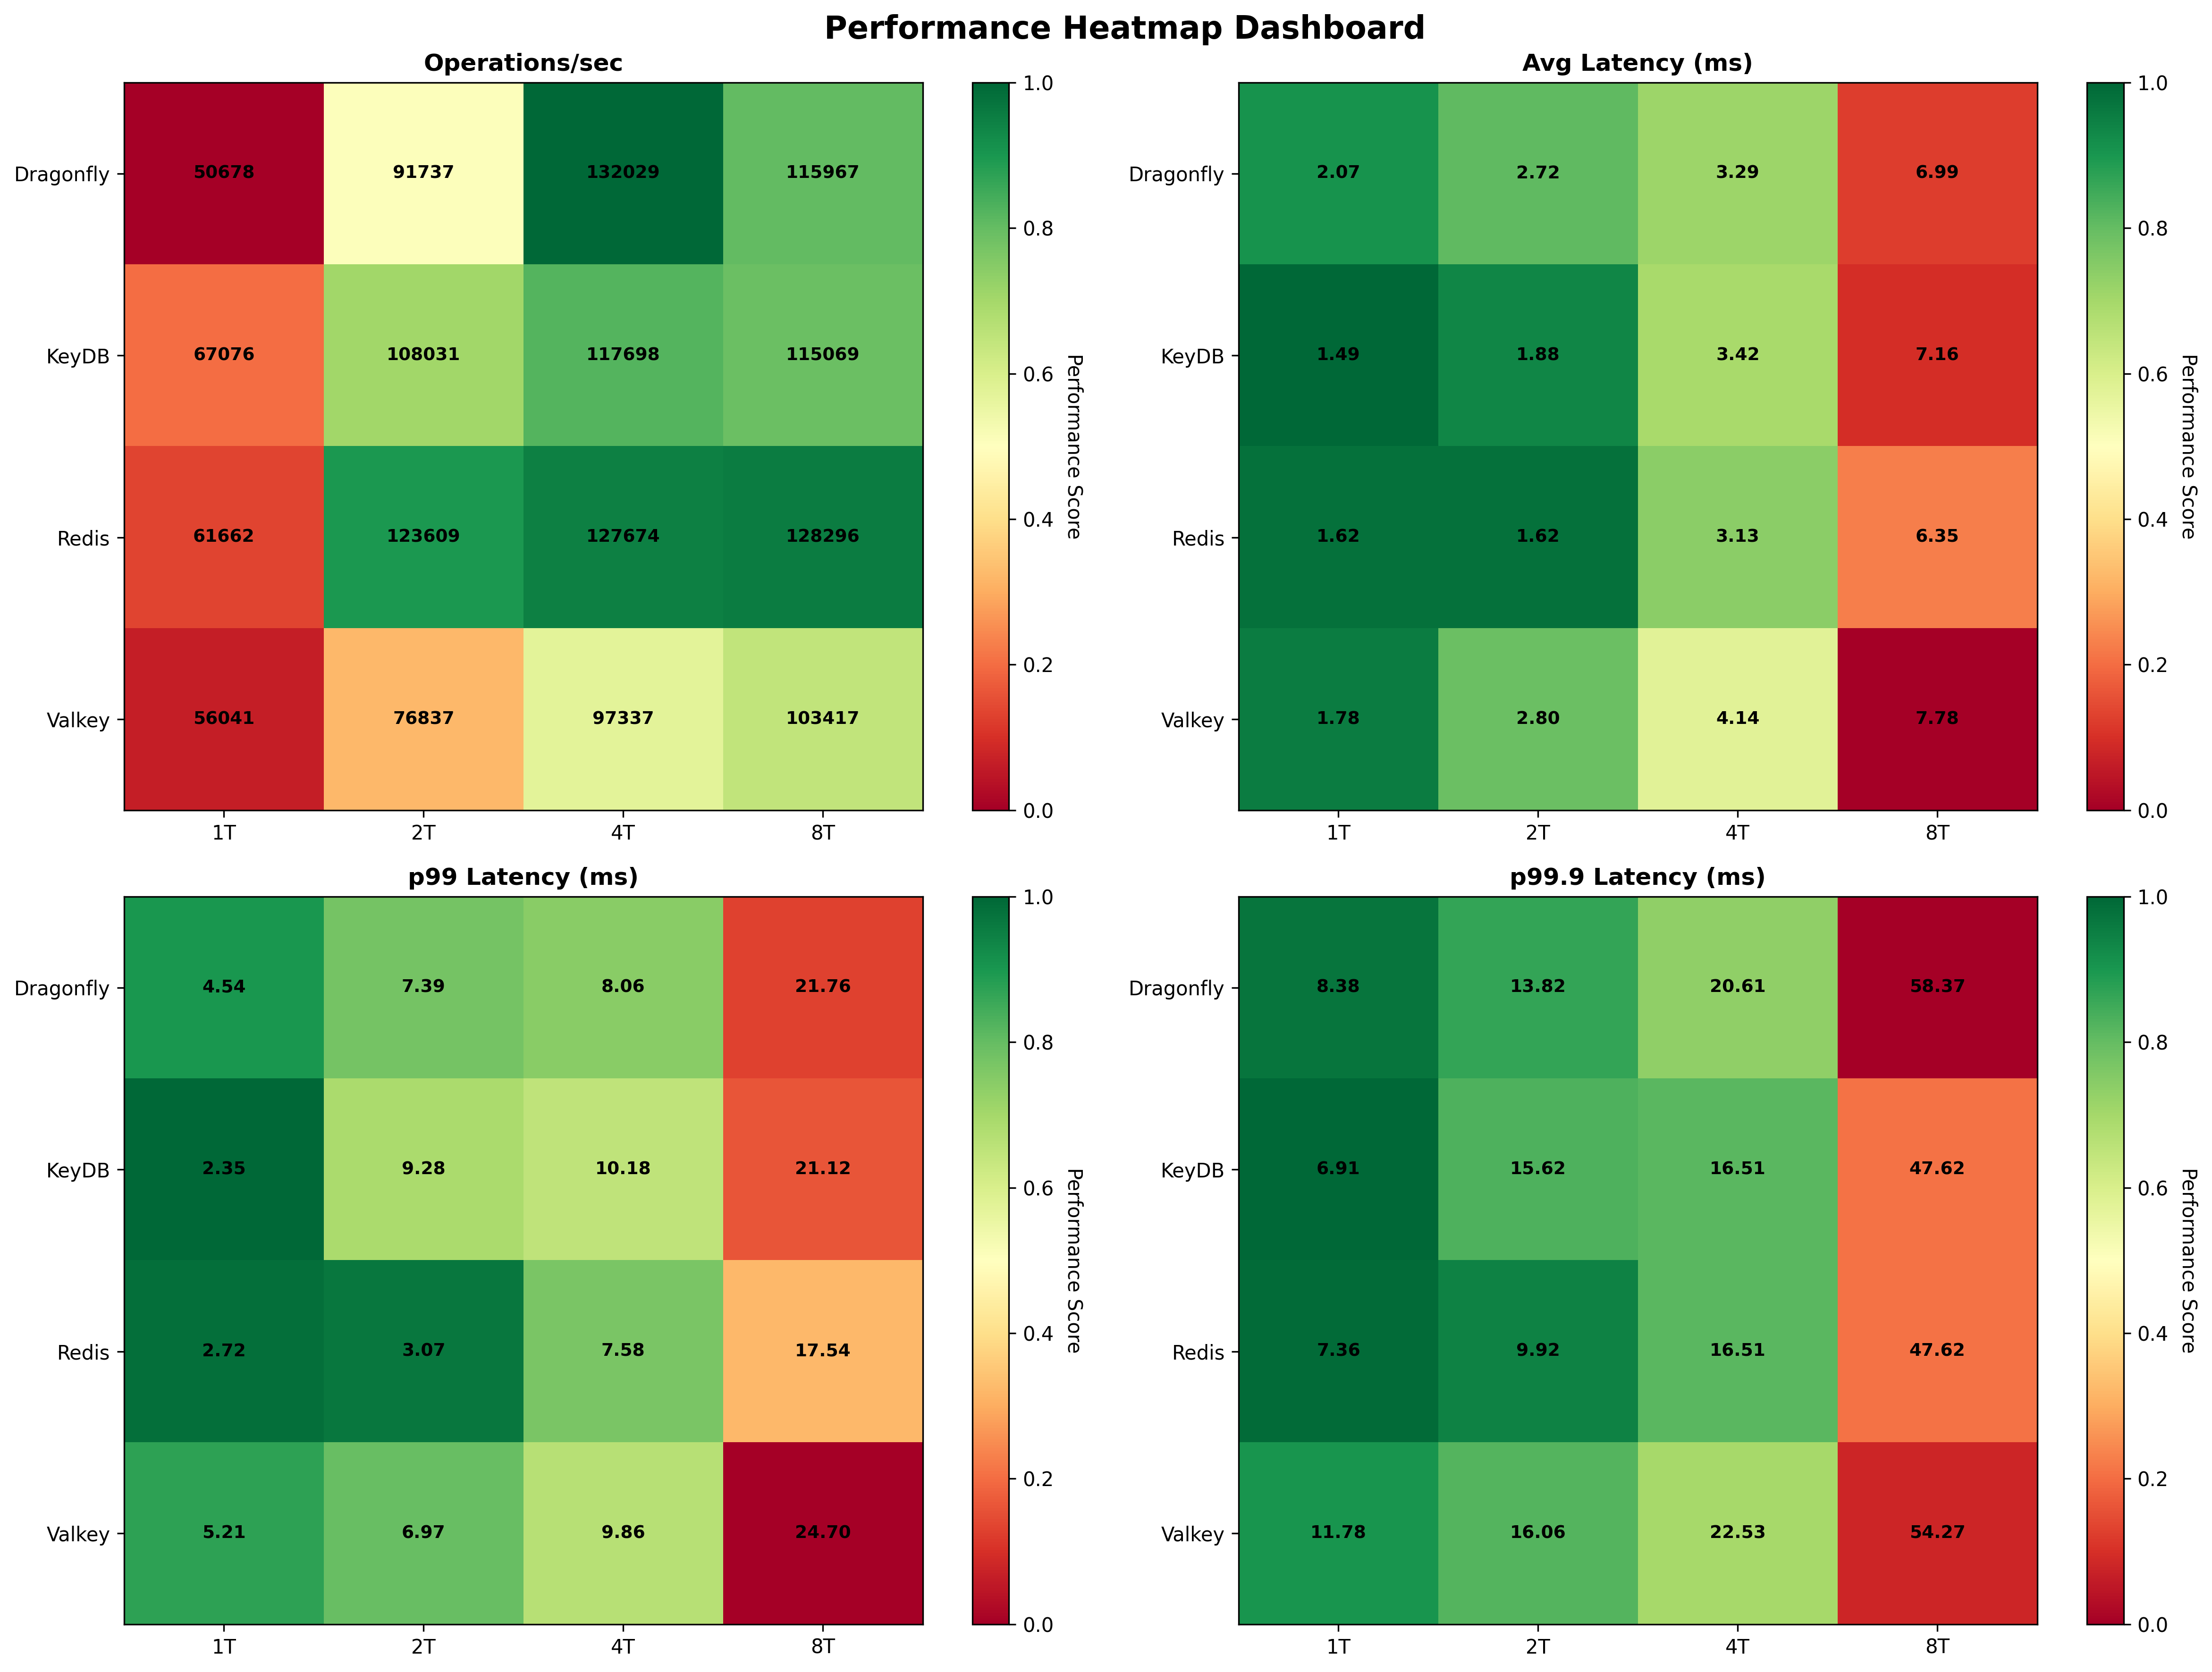 Performance Heatmap Dashboard
Operations/sec
Dragonfly 50678 91737 132029 115967
KeyDB 67076 108031 117698 115069
Redis 61662 123609 127674 128296
Valkey 56041 76837 97337 103417
1T 2T 4T 8T
1.0
0.8
0.6
0.4
0.2
0.0
Performance Score
Avg Latency (ms)
Dragonfly 2.07 2.72 3.29 6.99
KeyDB 1.49 1.88 3.42 7.16
Redis 1.62 1.62 3.13 6.35
Valkey 1.78 2.80 4.14 7.78
1T 2T 4T 8T
1.0
0.8
0.6
0.4
0.2
0.0
Performance Score
p99 Latency (ms)
Dragonfly 4.54 7.39 8.06 21.76
KeyDB 2.35 9.28 10.18 21.12
Redis 2.72 3.07 7.58 17.54
Valkey 5.21 6.97 9.86 24.70
1T 2T 4T 8T
1.0
0.8
0.6
0.4
0.2
0.0
Performance Score
p99.9 Latency (ms)
Dragonfly 8.38 13.82 20.61 58.37
KeyDB 6.91 15.62 16.51 47.62
Redis 7.36 9.92 16.51 47.62
Valkey 11.78 16.06 22.53 54.27
1T 2T 4T 8T
1.0
0.8
0.6
0.4
0.2
0.0
Performance Score